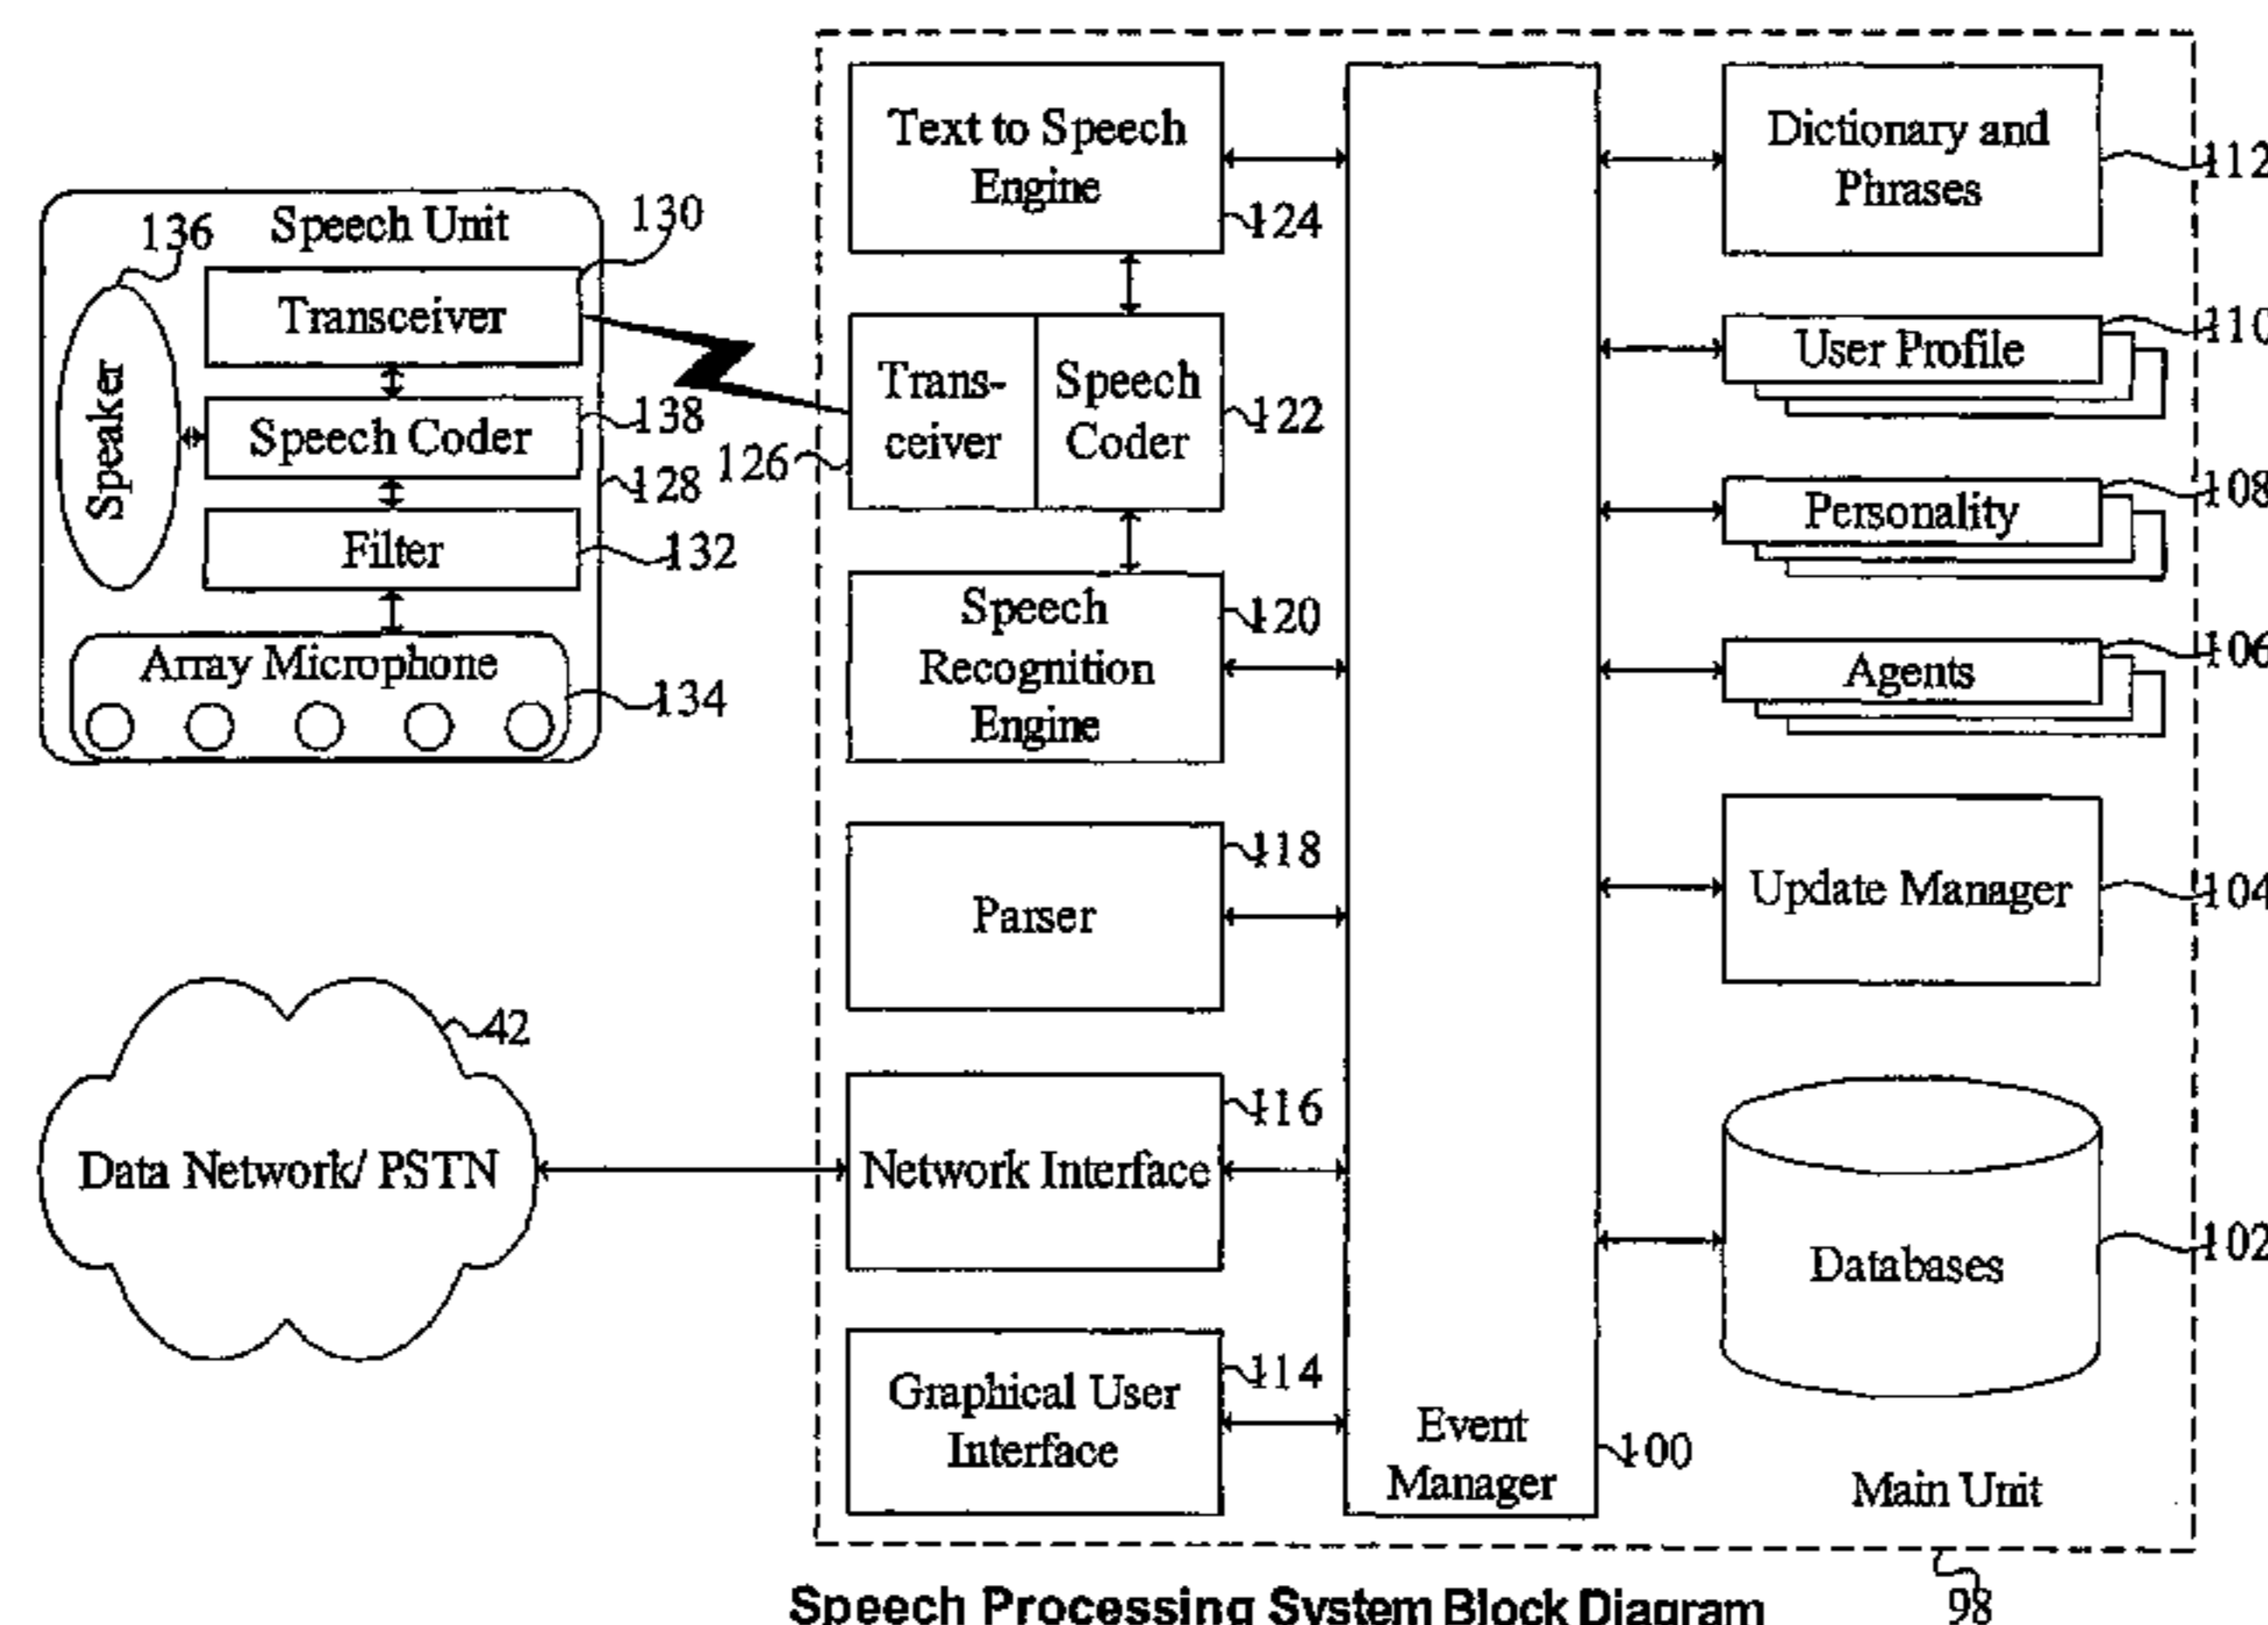 Speech Unit
136
130
Transceiver
Speaker
Speech Coder
138
128
Filter
132
Array Microphone
134
42
Data Network/ PSTN
Text to Speech
Engine
124
Trans-
ceiver
126
Speech
Coder
122
Speech
Recognition
Engine
120
Parser
118
Network Interface
116
Graphical User
Interface
114
Event
Manager
100
Dictionary and
Phrases
112
User Profile
110
Personality
108
Agents
106
Update Manager
104
Databases
102
Main Unit
98
Speech Processing System Block Diagram